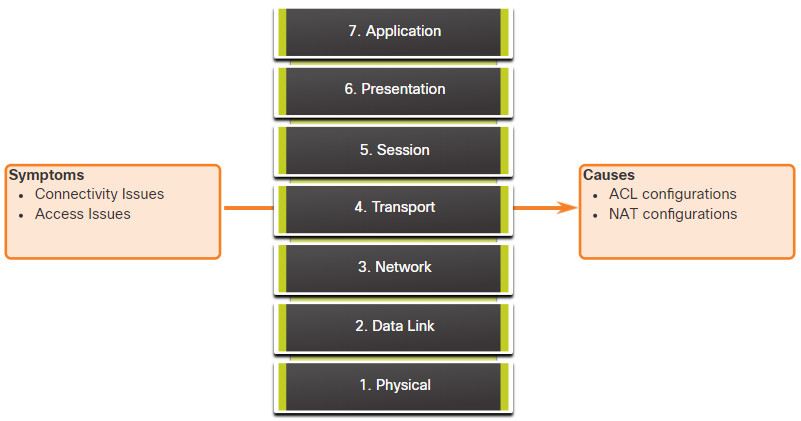 7. Application
6. Presentation
5. Session
Symptoms
• Connectivity Issues
• Access Issues
4. Transport
Causes
• ACL configurations
• NAT configurations
3. Network
2. Data Link
1. Physical